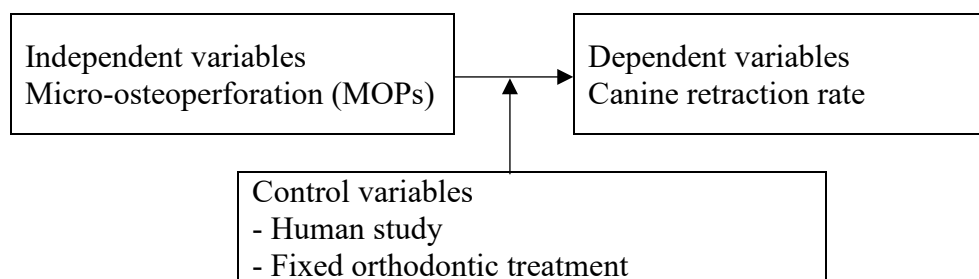 Independent variables
Micro-osteoperforation (MOPs)
Dependent variables
Canine retraction rate
Control variables
- Human study
- Fixed orthodontic treatment